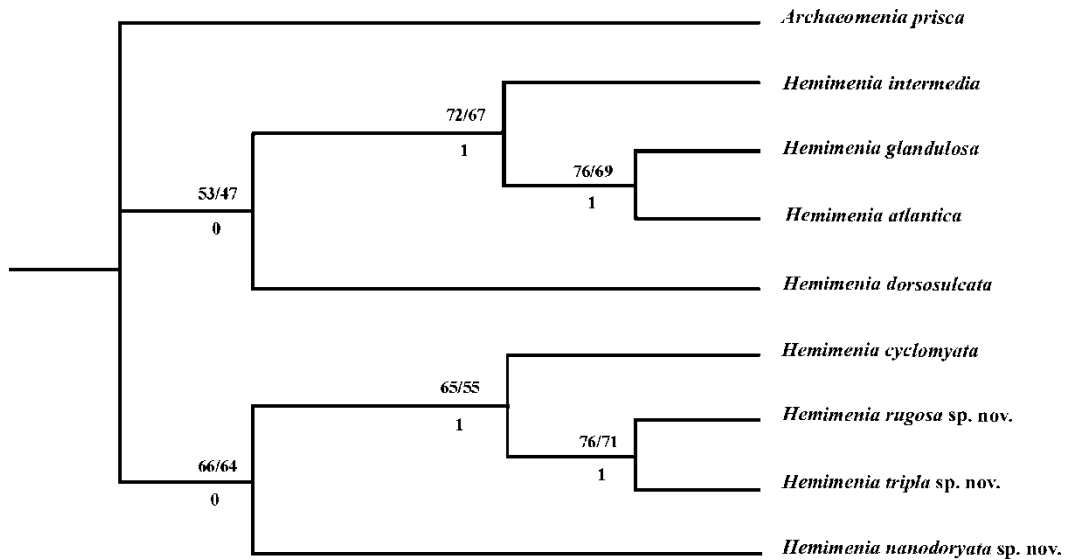 Archaeomenia prisca
Hemimenia intermedia
72/67
1
Hemimenia glandulosa
76/69
1
53/47
0
Hemimenia atlantica
Hemimenia dorsosulcata
Hemimenia cyclomyata
65/55
1
Hemimenia rugosa sp. nov.
76/71
1
66/64
0
Hemimenia tripla sp. nov.
Hemimenia nanodoryata sp. nov.